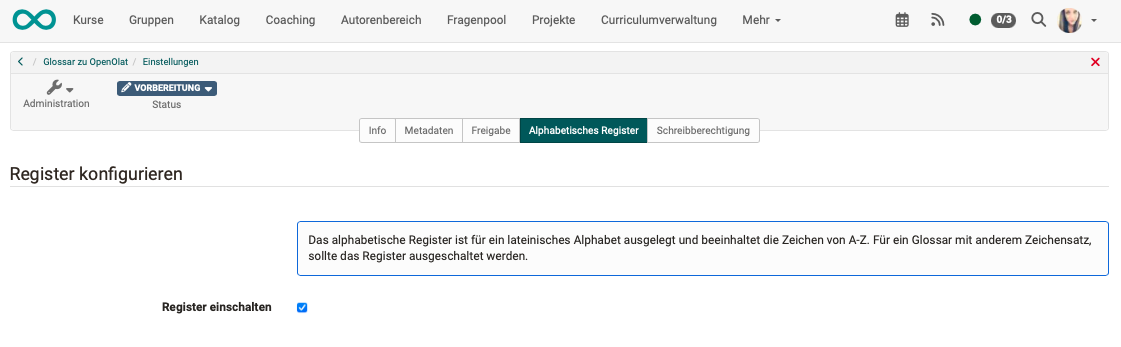 Kurse Gruppen Katalog Coaching Autorenbereich Fragenpool Projekte Curriculumverwaltung Mehr 0/3
/ Glossar zu OpenOlat / Einstellungen
VORBEREITUNG
Administration Status
Info Metadaten Freigabe Alphabetisches Register Schreibberechtigung
Register konfigurieren
Das alphabetische Register ist für ein lateinisches Alphabet ausgelegt und beeinhaltet die Zeichen von A-Z. Für ein Glossar mit anderem Zeichensatz,
sollte das Register ausgeschaltet werden.
Register einschalten